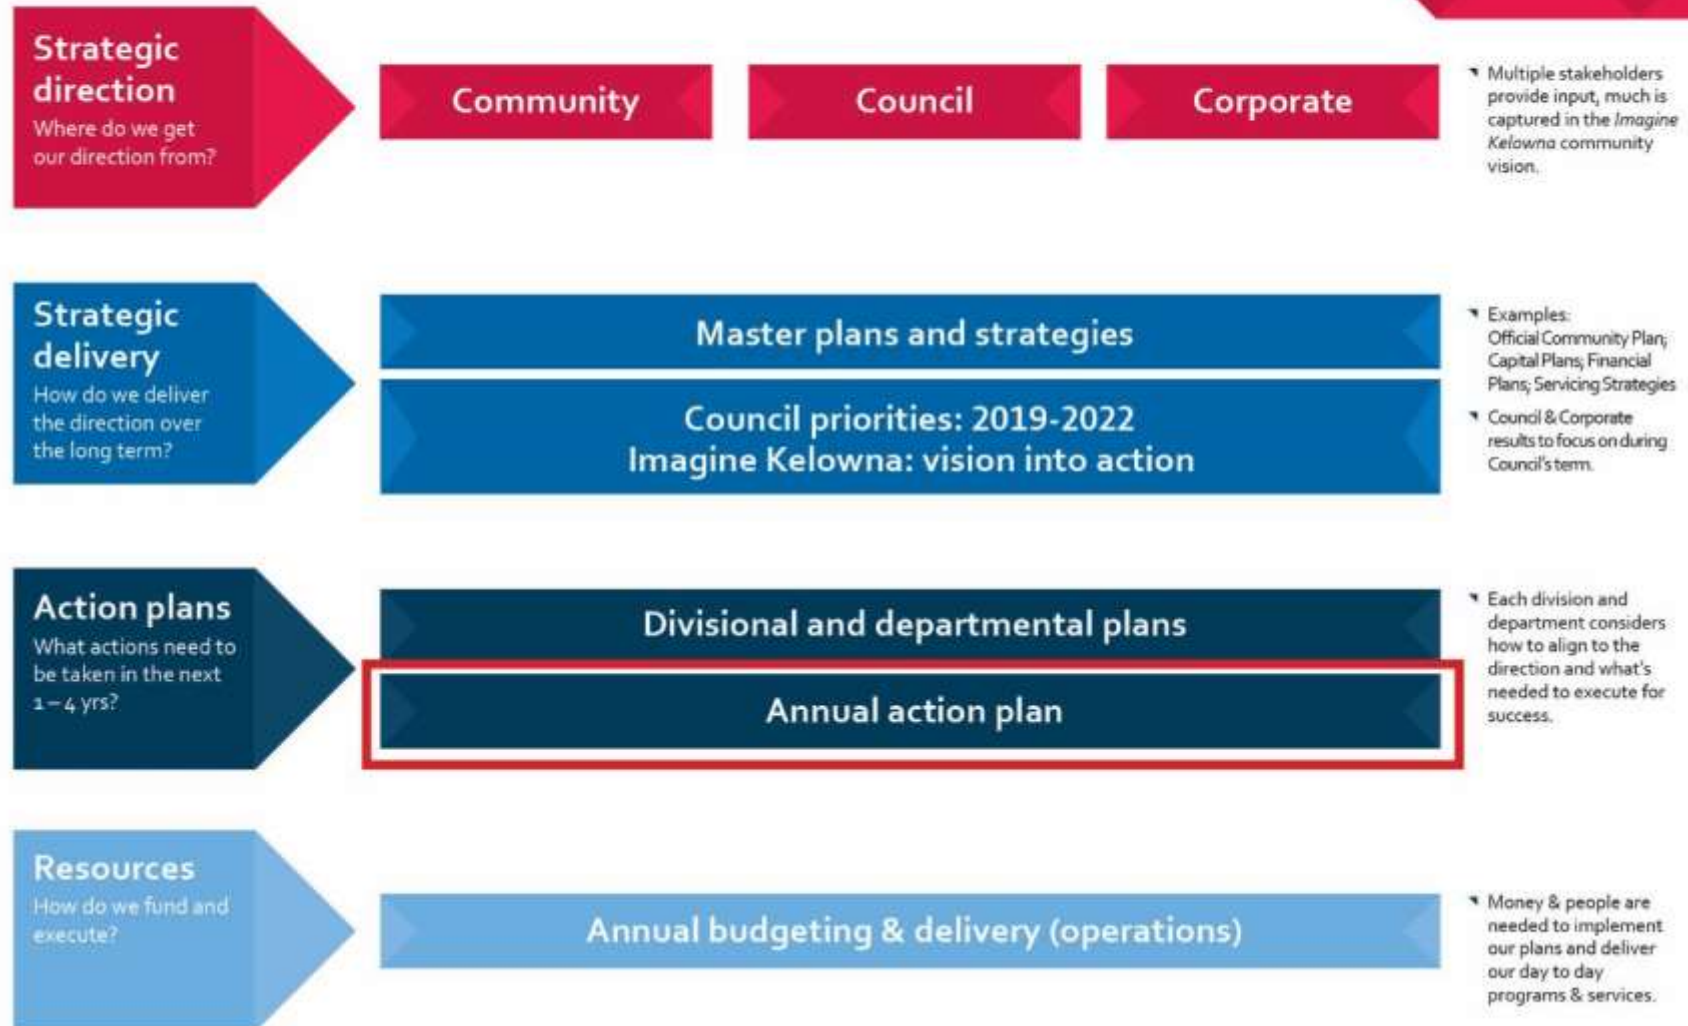 Strategic
direction
Where do we get
our direction from?
Community
Council
Corporate
Multiple stakeholders
provide input, much is
captured in the Imagine
Kelowna community
vision.
Strategic
delivery
How do we deliver
the direction over
the long term?
Master plans and strategies
Council priorities: 2019-2022
Imagine Kelowna: vision into action
Examples:
Official Community Plan;
Capital Plans; Financial
Plans; Servicing Strategies
Council & Corporate
results to focus on during
Council's term.
Action plans
What actions need to
be taken in the next
1 – 4 yrs?
Divisional and departmental plans
Annual action plan
Each division and
department considers
how to align to the
direction and what's
needed to execute for
success.
Resources
How do we fund and
execute?
Annual budgeting & delivery (operations)
Money & people are
needed to implement
our plans and deliver
our day to day
programs & services.